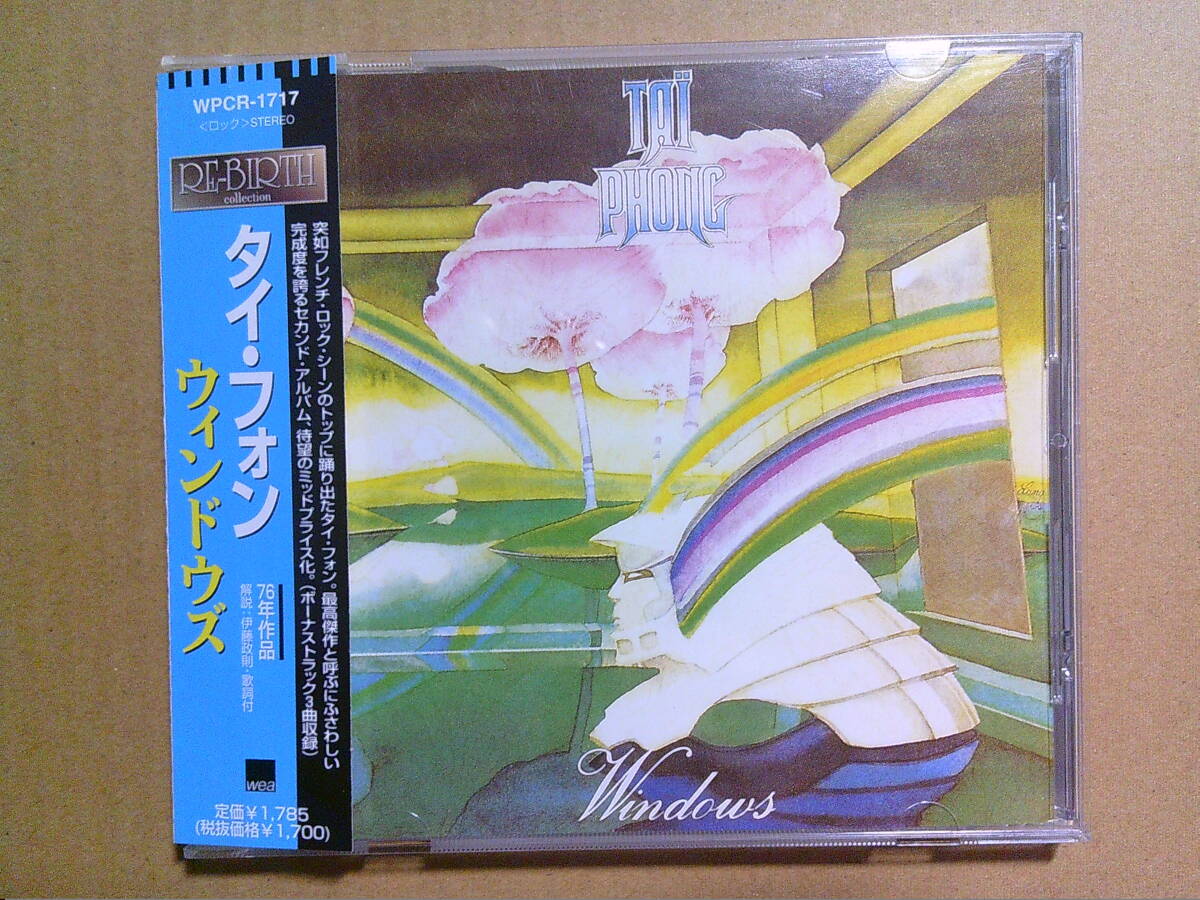 WPCR-1717
<ロック>STEREO
RE-BIRTH
collection
タイ・フォン
ウィンドウズ
突如フレンチ・ロック・シーンのトップに踊り出たタイ・フォン。最高傑作と呼ぶにふさわしい
完成度を誇るセカンド・アルバム、待望のミッドプライス化。(ボーナストラック3曲収録)
76年作品
解説:伊藤政則・歌詞付
wea
定価¥1,785
(税抜価格¥1,700)
TAÏ
PHONG
Windows